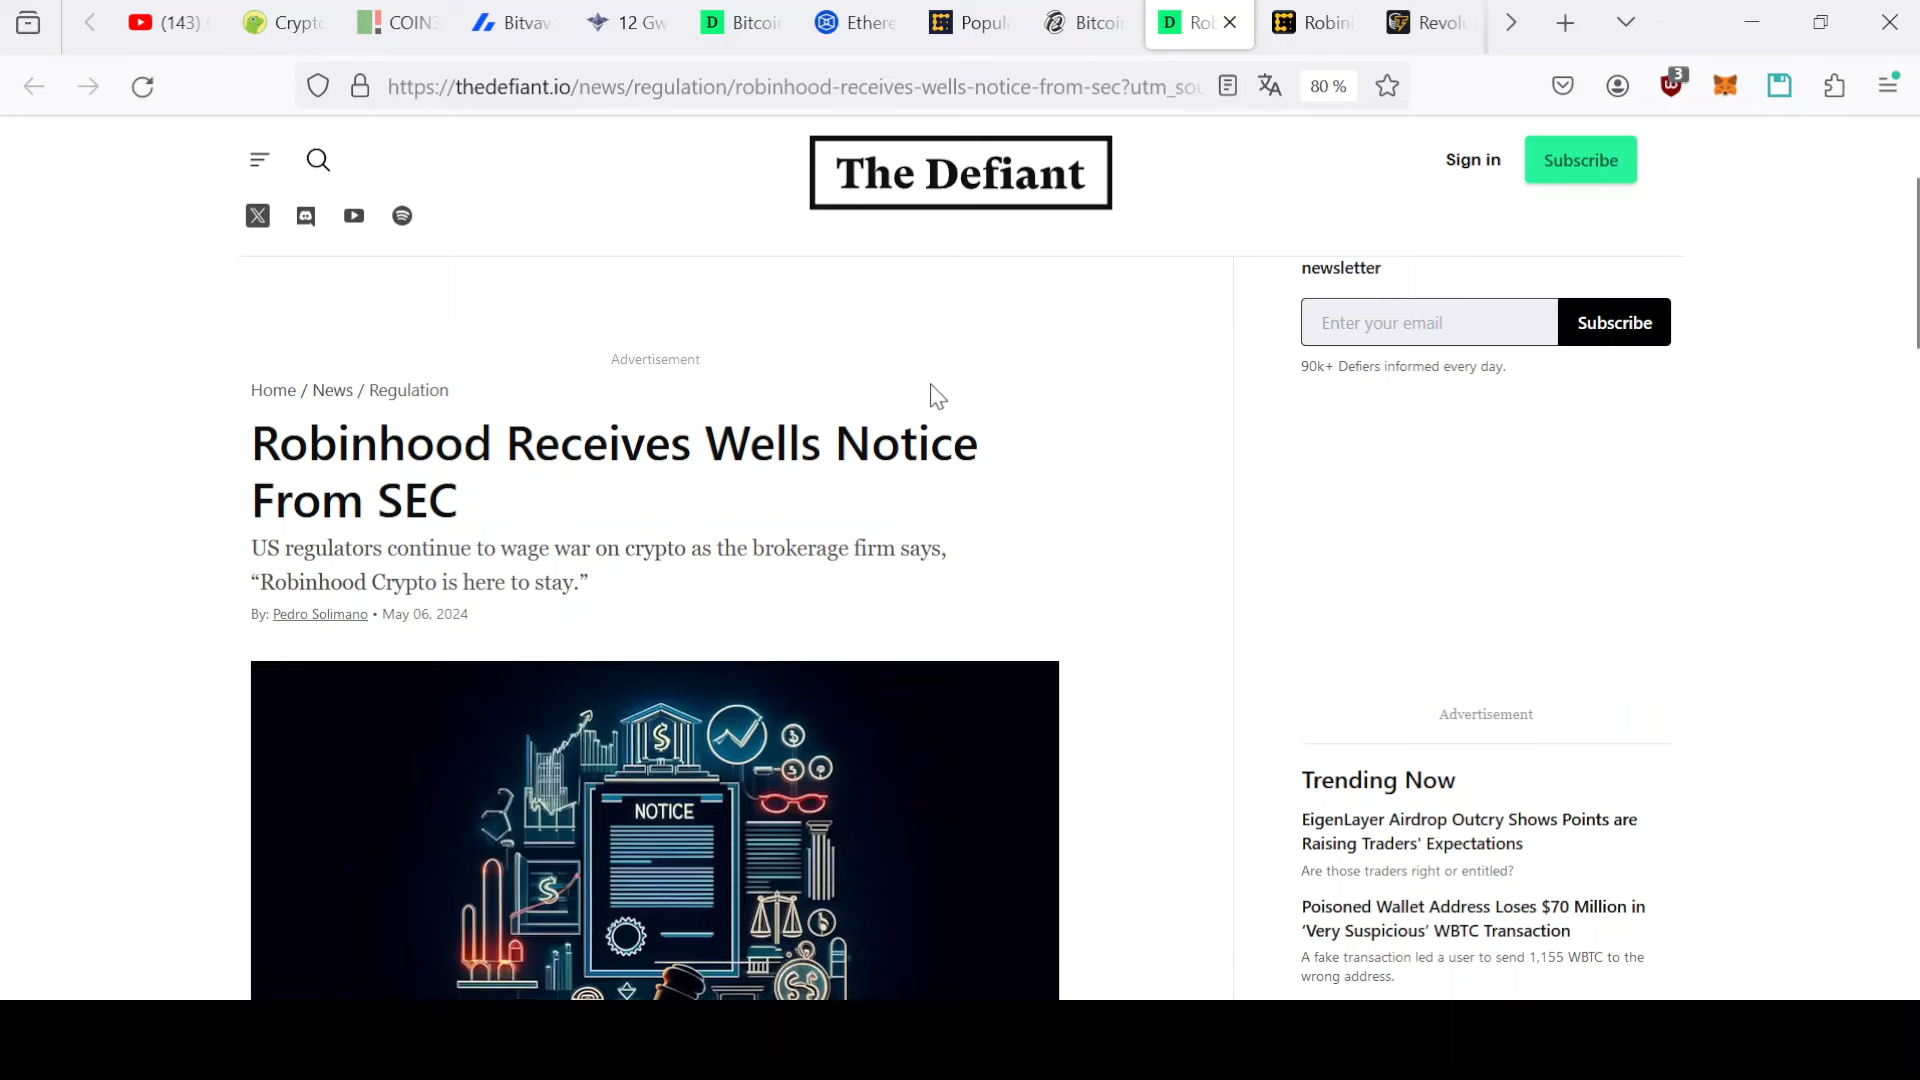 (143)
Crypto
COIN3
Bitvav
12 Gw
Bitcoi
Ethere
Popul
Bitcoi
Rob
Robin
Revolu
https://thedefiant.io/news/regulation/robinhood-receives-wells-notice-from-sec?utm_sou
80 %
3
The Defiant
Sign in
Subscribe
newsletter
Enter your email
Subscribe
90k+ Defiers informed every day.
Advertisement
Home / News / Regulation
Robinhood Receives Wells Notice
From SEC
US regulators continue to wage war on crypto as the brokerage firm says,
“Robinhood Crypto is here to stay.”
By: Pedro Solimano • May 06, 2024
NOTICE
Advertisement
Trending Now
EigenLayer Airdrop Outcry Shows Points are
Raising Traders' Expectations
Are those traders right or entitled?
Poisoned Wallet Address Loses $70 Million in
‘Very Suspicious’ WBTC Transaction
A fake transaction led a user to send 1,155 WBTC to the
wrong address.